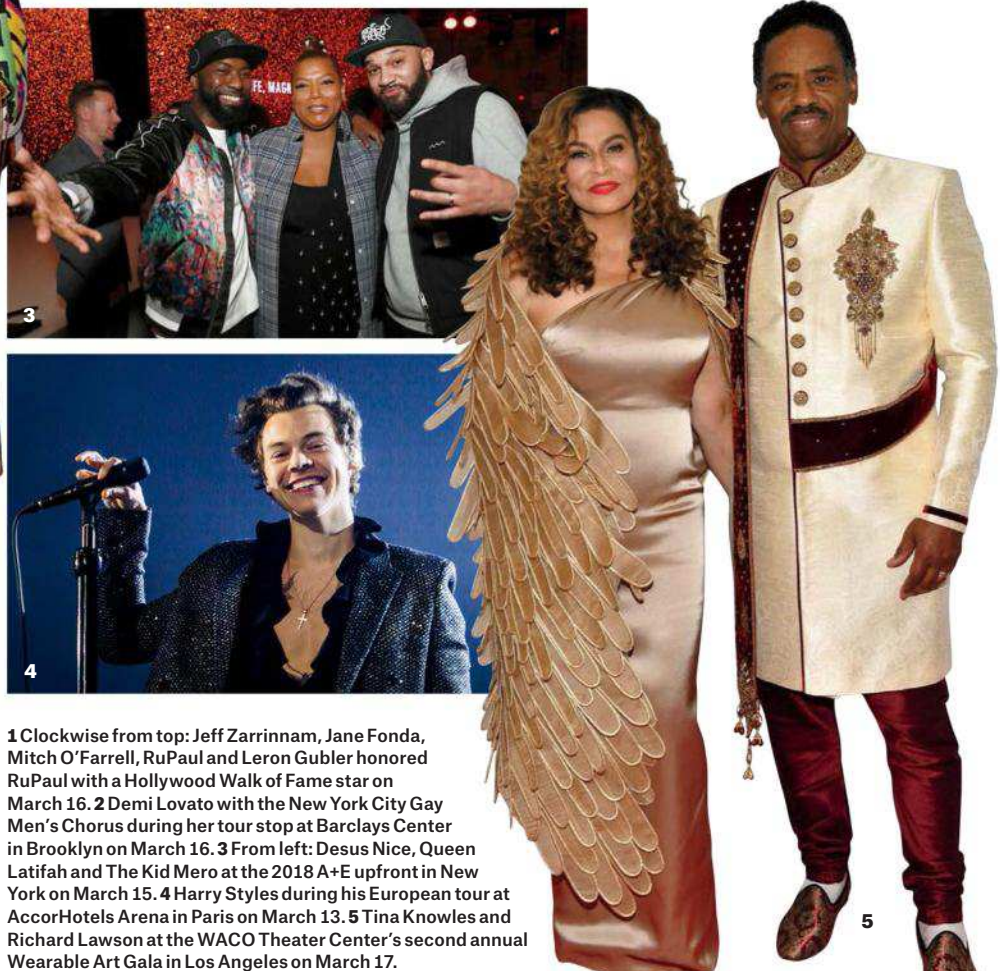 FE, MAGN
3
4
5
1 Clockwise from top: Jeff Zarrinnam, Jane Fonda,
Mitch O’Farrell, RuPaul and Leron Gubler honored
RuPaul with a Hollywood Walk of Fame star on
March 16. 2 Demi Lovato with the New York City Gay
Men’s Chorus during her tour stop at Barclays Center
in Brooklyn on March 16. 3 From left: Desus Nice, Queen
Latifah and The Kid Mero at the 2018 A+E upfront in New
York on March 15. 4 Harry Styles during his European tour at
AccorHotels Arena in Paris on March 13. 5 Tina Knowles and
Richard Lawson at the WACO Theater Center’s second annual
Wearable Art Gala in Los Angeles on March 17.